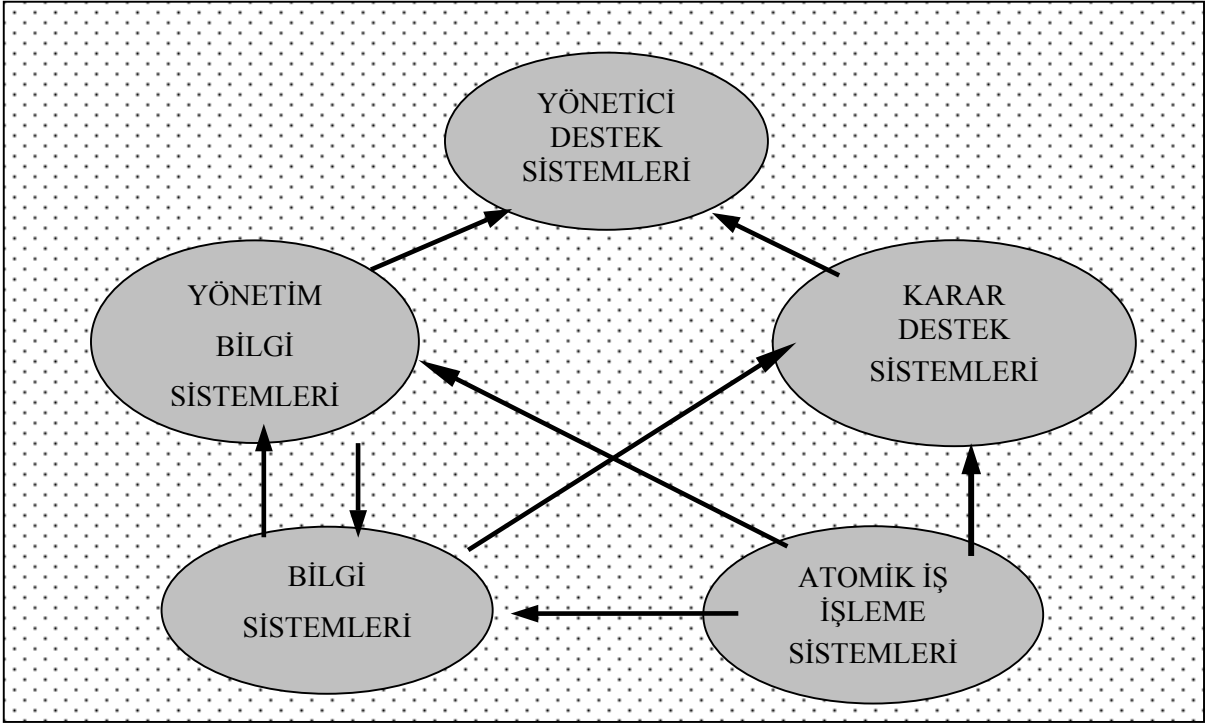 YÖNETİCİ
DESTEK
SİSTEMLERİ
YÖNETİM
BİLGİ
SİSTEMLERİ
KARAR
DESTEK
SİSTEMLERİ
BİLGİ
SİSTEMLERİ
ATOMİK İŞ
İŞLEME
SİSTEMLERİ